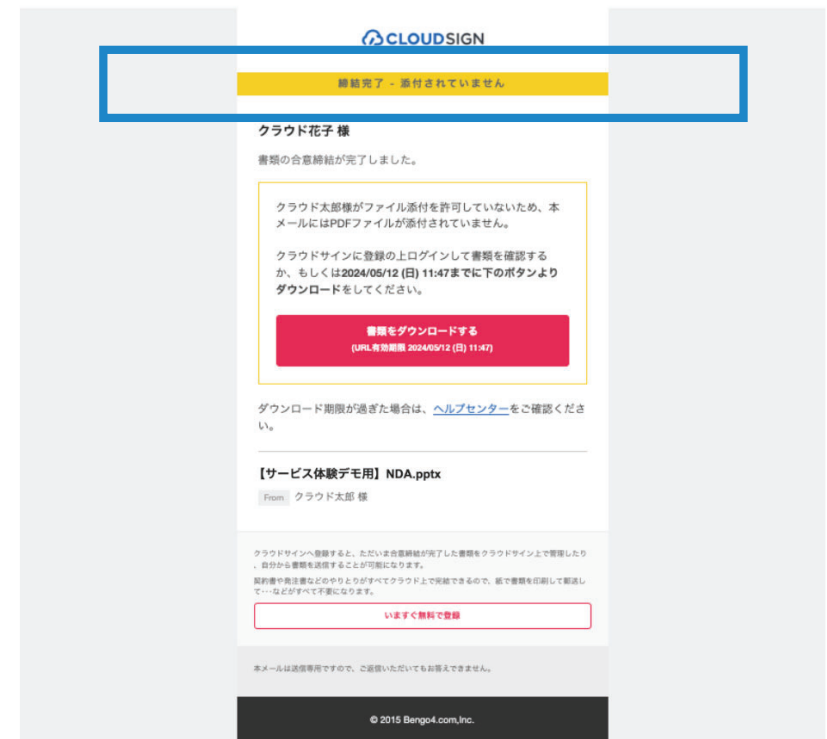 CLOUDSIGN
締結完了 - 添付されていません
クラウド花子 様
書類の合意締結が完了しました。
クラウド太郎様がファイル添付を許可していないため、本
メールにはPDFファイルが添付されていません。
クラウドサインに登録の上ログインして書類を確認する
か、もしくは2024/05/12 (日) 11:47までに下のボタンより
ダウンロードをしてください。
書類をダウンロードする
(URL有効期限 2024/05/12 (日) 11:47)
ダウンロード期限が過ぎた場合は、ヘルプセンターをご確認くださ
い。
【サービス体験デモ用】NDA.pptx
From クラウド太郎 様
クラウドサインへ登録すると、ただいま合意締結が完了した書類をクラウドサイン上で管理したり
、自分から書類を送信することが可能になります。
契約書や発注書などのやりとりがすべてクラウド上で完結できるので、紙で書類を印刷して郵送し
て・・・などがすべて不要になります。
いますぐ無料で登録
本メールは送信専用ですので、ご返信いただいてもお答えできません。
© 2015 Bengo4.com,Inc.